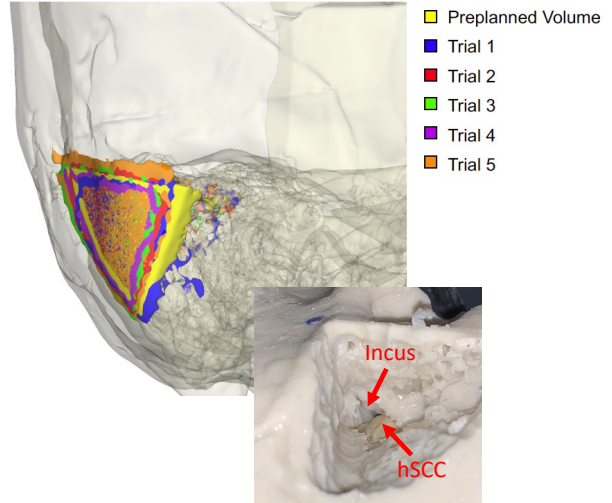 Preplanned Volume
Trial 1
Trial 2
Trial 3
Trial 4
Trial 5
Incus
hSCC